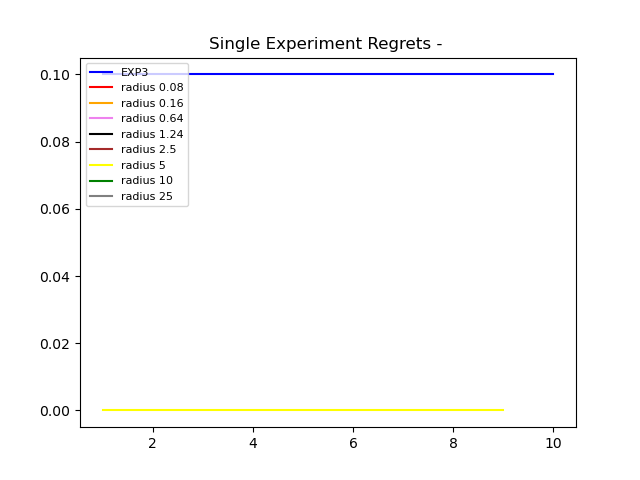 Single Experiment Regrets -
0.10
0.08
0.06
0.04
0.02
0.00
EXP3
radius 0.08
radius 0.16
radius 0.64
radius 1.24
radius 2.5
radius 5
radius 10
radius 25
2 4 6 8 10